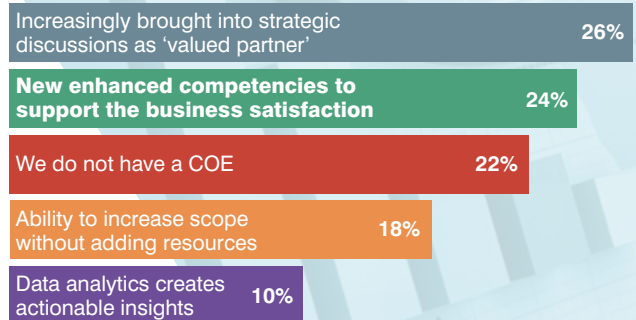 Increasingly brought into strategic
discussions as ‘valued partner’
26%
New enhanced competencies to
support the business satisfaction
24%
We do not have a COE
22%
Ability to increase scope
without adding resources
18%
Data analytics creates
actionable insights
10%